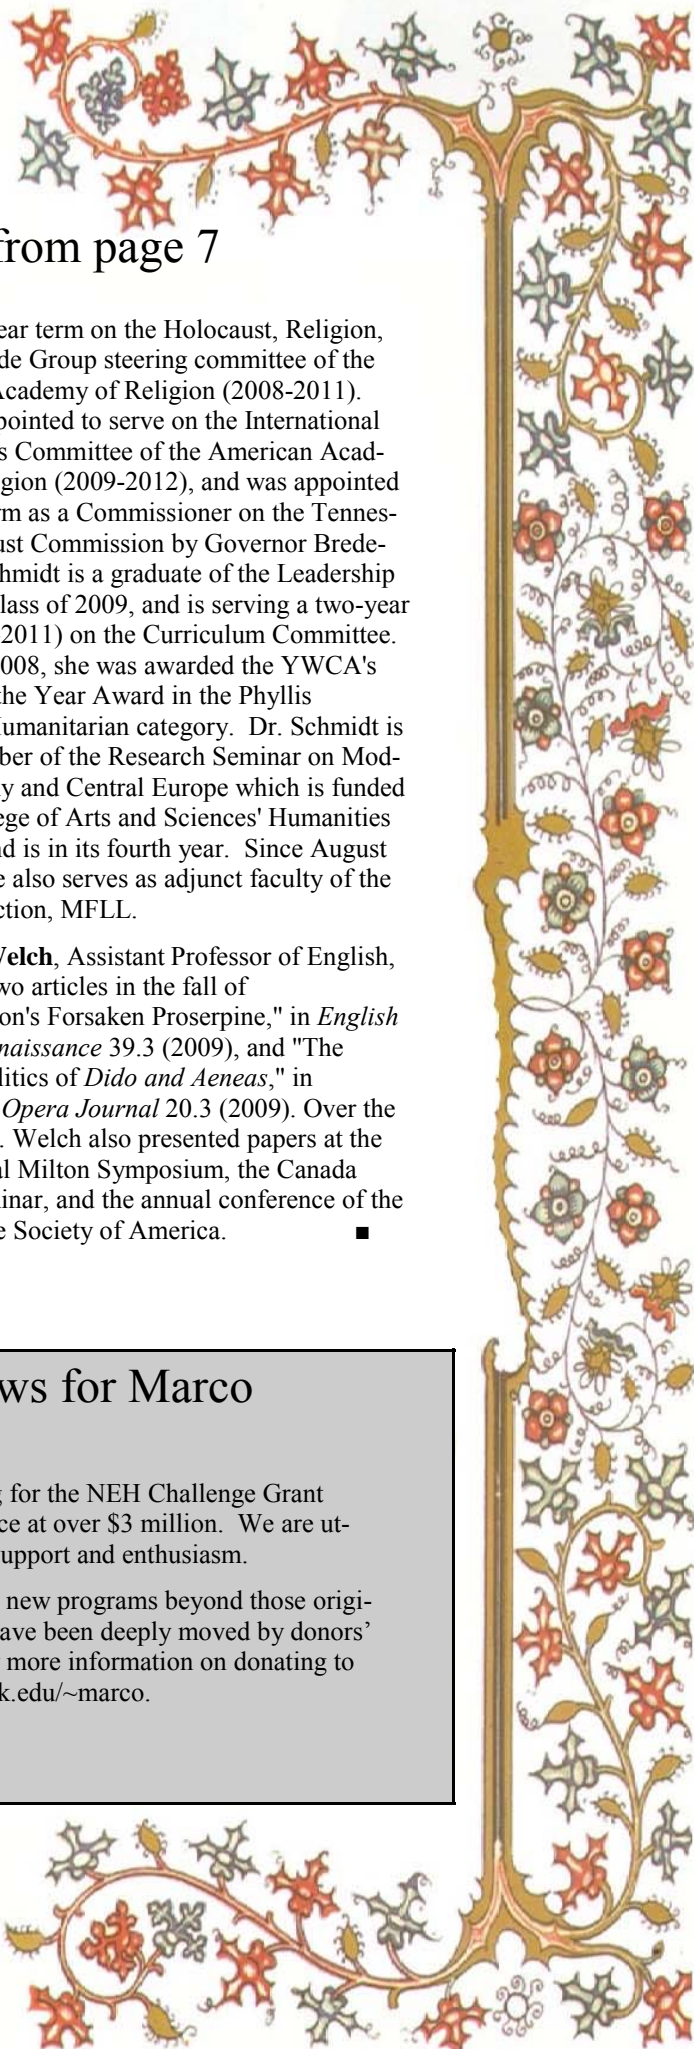 from page 7
ear term on the Holocaust, Religion,
de Group steering committee of the
Academy of Religion (2008-2011).
pointed to serve on the International
s Committee of the American Acad-
gion (2009-2012), and was appointed
rm as a Commissioner on the Tennes-
ust Commission by Governor Brede-
hmidt is a graduate of the Leadership
lass of 2009, and is serving a two-year
2011) on the Curriculum Committee.
2008, she was awarded the YWCA's
the Year Award in the Phyllis
Humanitarian category. Dr. Schmidt is
ber of the Research Seminar on Mod-
y and Central Europe which is funded
ege of Arts and Sciences' Humanities
nd is in its fourth year. Since August
e also serves as adjunct faculty of the
ction, MFLL.
Welch, Assistant Professor of English,
wo articles in the fall of
on's Forsaken Proserpine," in English
naissance 39.3 (2009), and "The
litics of Dido and Aeneas," in
Opera Journal 20.3 (2009). Over the
. Welch also presented papers at the
al Milton Symposium, the Canada
inar, and the annual conference of the
e Society of America. ■
ws for Marco
g for the NEH Challenge Grant
ce at over $3 million. We are ut-
support and enthusiasm.
new programs beyond those origi-
ave been deeply moved by donors’
more information on donating to
k.edu/~marco.